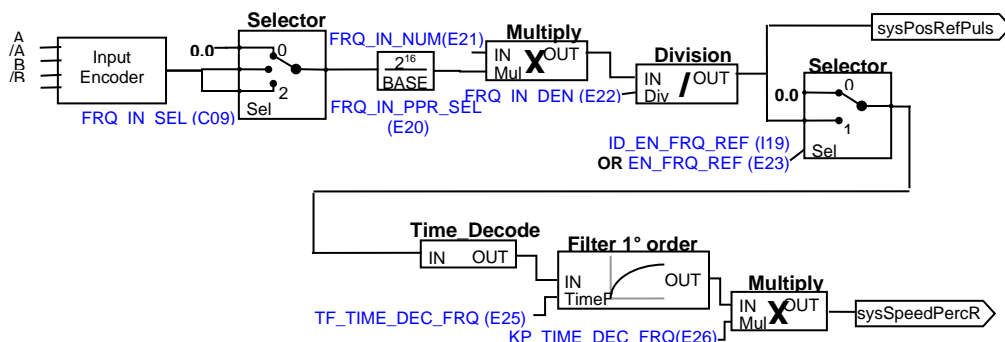 A
/A
B
/B
Input
Encoder
FRQ_IN_SEL (C09)
Selector
0.0
0
2
Sel
FRQ_IN_NUM(E21)
2^16
BASE
FRQ_IN_PPR_SEL
(E20)
Multiply
IN OUT
Mul X
FRQ_IN_DEN (E22)
Division
IN OUT
Div /
sysPosRefPuls
Selector
0.0
0
1
Sel
ID_EN_FRQ_REF (I19)
OR EN_FRQ_REF (E23)
Time_Decode
IN OUT
Filter 1° order
IN OUT
TimeF
TF_TIME_DEC_FRQ (E25)
Multiply
IN OUT
Mul X
KP_TIME_DEC_FRQ(E26)
sysSpeedPercR